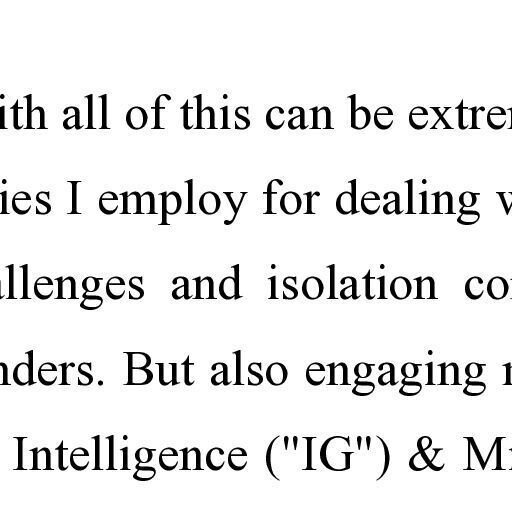 ith all of this can be extre
ies I employ for dealing
allenges and isolation co
nders. But also engaging
Intelligence ("IG") & M